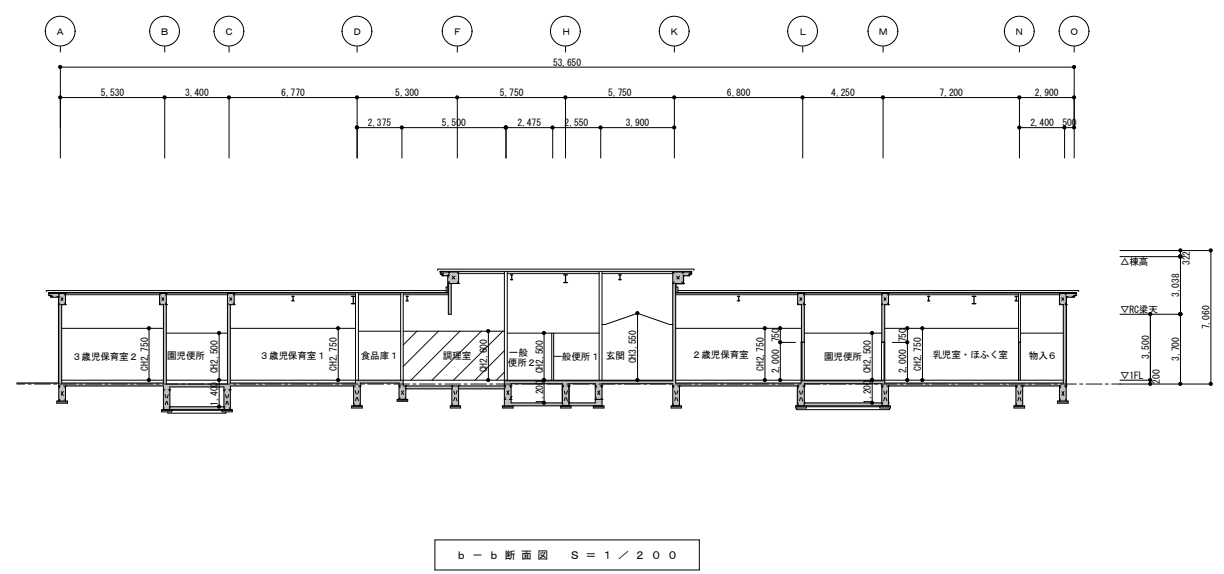 A B C D F H K L M N O
53,650
5,530 3,400 6,770 5,300 5,750 5,750 6,800 4,250 7,200 2,900
2,375 5,500 2,475 2,550 3,900 2,400 500
△棟高
322
3,038
▽RC梁天
7,060
3,500
3,700
▽1FL
200
3歳児保育室2
CH2,750
園児便所
CH2,500
1,400
3歳児保育室1
CH2,750
食品庫1
調理室
CH2,600
一般
便所2
CH2,500
1,200
一般便所1
玄関
CH3,550
2歳児保育室
CH2,750
2,000
750
園児便所
CH2,500
1,200
2,000
750
CH2,750
乳児室・ほふく室
物入6
b-b断面図 S=1/200